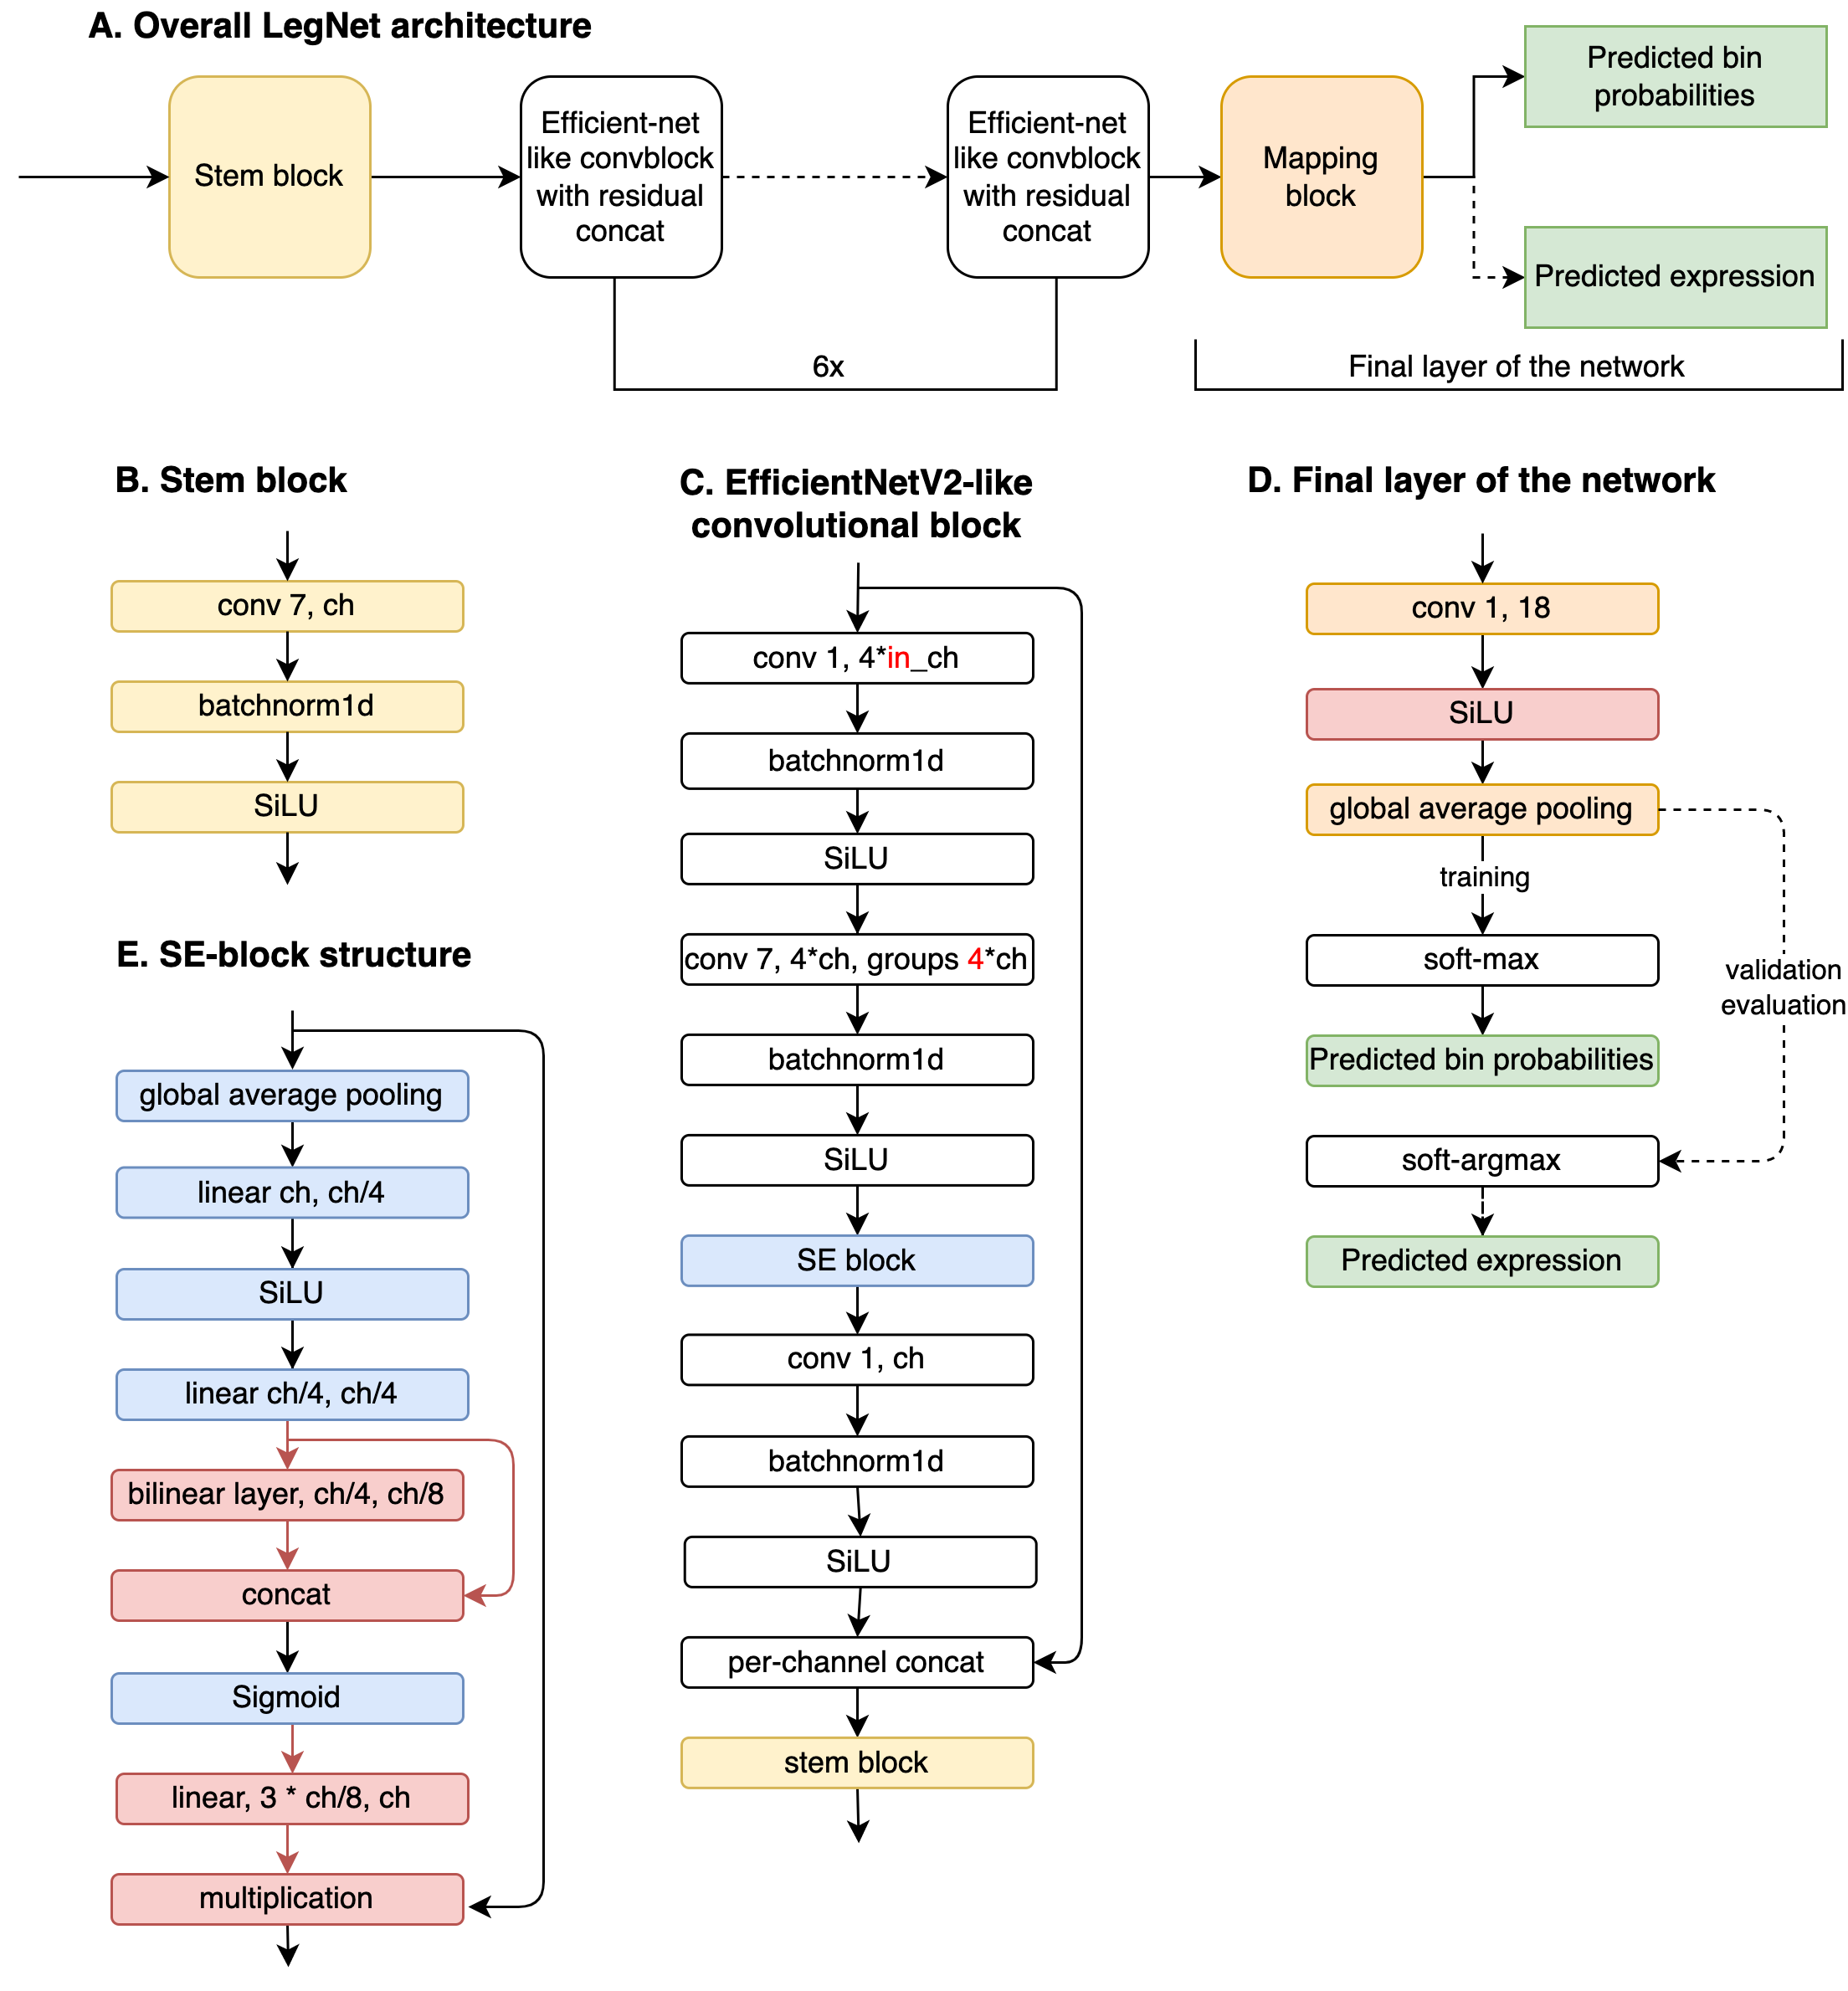 A. Overall LegNet architecture
Stem block
Efficient-net
like convblock
with residual
concat
Efficient-net
like convblock
with residual
concat
Mapping
block
Predicted bin
probabilities
Predicted expression
6x
Final layer of the network
B. Stem block
conv 7, ch
batchnorm1d
SiLU
C. EfficientNetV2-like
convolutional block
conv 1, 4*in_ch
batchnorm1d
SiLU
conv 7, 4*ch, groups 4*ch
batchnorm1d
SiLU
SE block
conv 1, ch
batchnorm1d
SiLU
per-channel concat
stem block
D. Final layer of the network
conv 1, 18
SiLU
global average pooling
training
soft-max
validation
evaluation
Predicted bin probabilities
soft-argmax
Predicted expression
E. SE-block structure
global average pooling
linear ch, ch/4
SiLU
linear ch/4, ch/4
bilinear layer, ch/4, ch/8
concat
Sigmoid
linear, 3 * ch/8, ch
multiplication